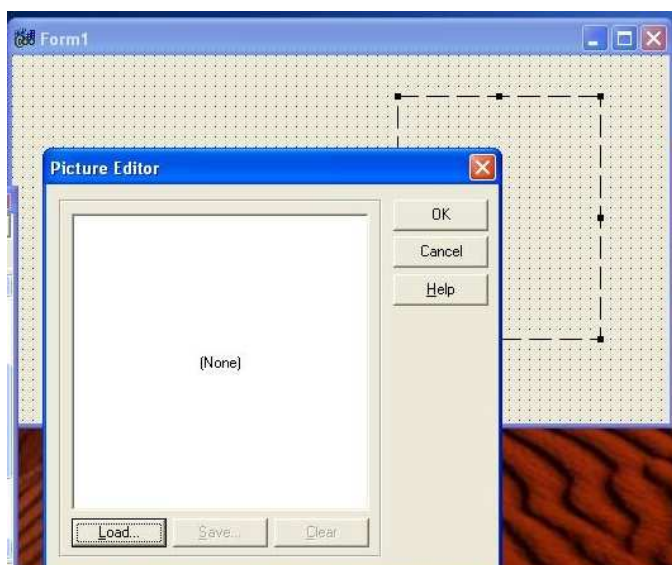 Form1
Picture Editor
OK
Cancel
Help
(None)
Load...
Save...
Clear